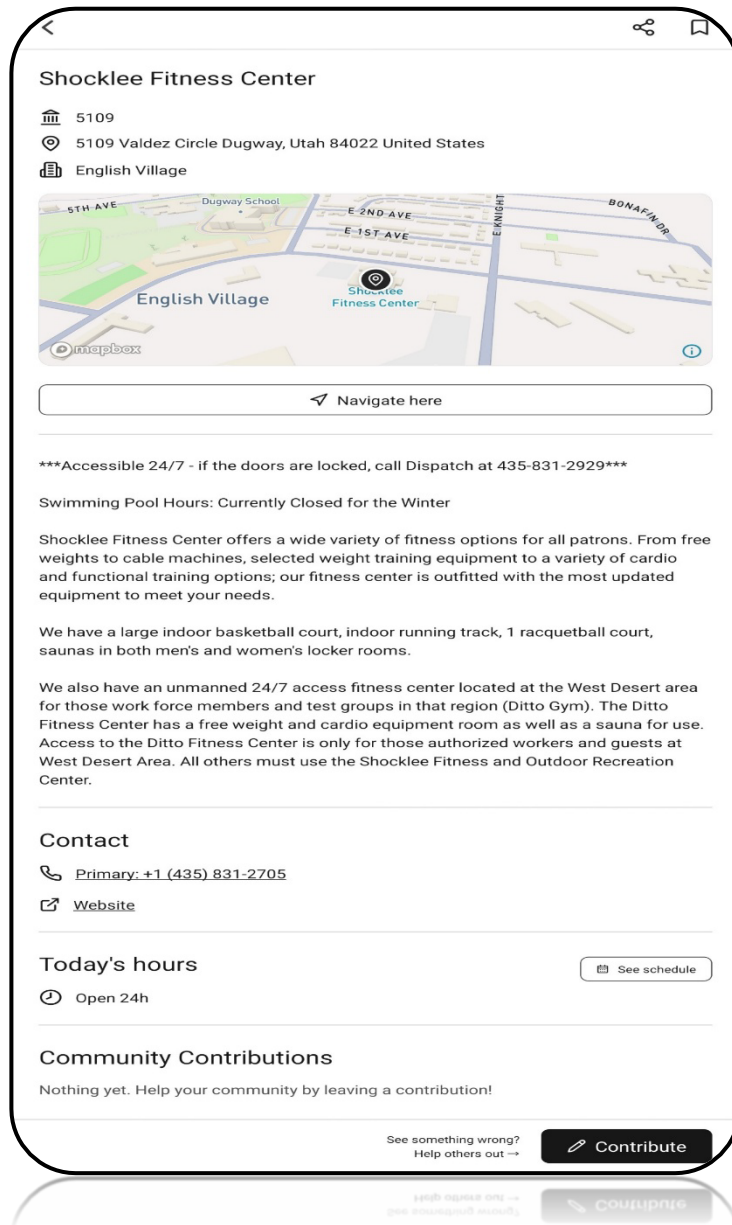 Shocklee Fitness Center
5109
5109 Valdez Circle Dugway, Utah 84022 United States
English Village
5TH AVE
Dugway School
E 2ND AVE
E 1ST AVE
E KNIGHT
BONAFIN DR
English Village
Shocklee
Fitness Center
mapbox
Navigate here
***Accessible 24/7 - if the doors are locked, call Dispatch at 435-831-2929***
Swimming Pool Hours: Currently Closed for the Winter
Shocklee Fitness Center offers a wide variety of fitness options for all patrons. From free
weights to cable machines, selected weight training equipment to a variety of cardio
and functional training options; our fitness center is outfitted with the most updated
equipment to meet your needs.
We have a large indoor basketball court, indoor running track, 1 racquetball court,
saunas in both men's and women's locker rooms.
We also have an unmanned 24/7 access fitness center located at the West Desert area
for those work force members and test groups in that region (Ditto Gym). The Ditto
Fitness Center has a free weight and cardio equipment room as well as a sauna for use.
Access to the Ditto Fitness Center is only for those authorized workers and guests at
West Desert Area. All others must use the Shocklee Fitness and Outdoor Recreation
Center.
Contact
Primary: +1 (435) 831-2705
Website
Today's hours
See schedule
Open 24h
Community Contributions
Nothing yet. Help your community by leaving a contribution!
See something wrong?
Help others out →
Contribute